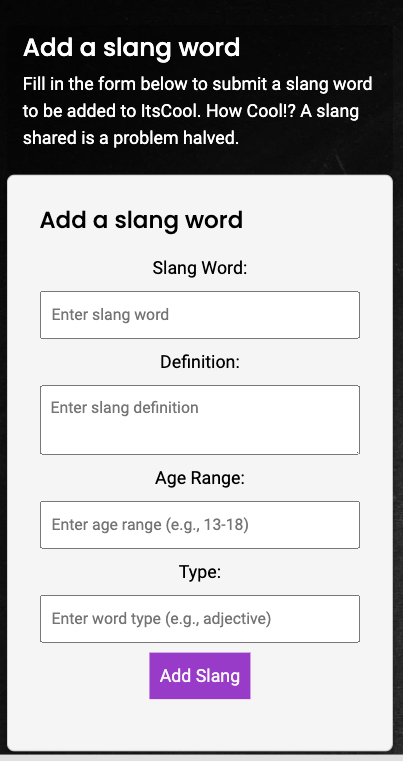 Add a slang word
Fill in the form below to submit a slang word
to be added to ItsCool. How Cool!? A slang
shared is a problem halved.
Add a slang word
Slang Word:
Enter slang word
Definition:
Enter slang definition
Age Range:
Enter age range (e.g., 13-18)
Type:
Enter word type (e.g., adjective)
Add Slang